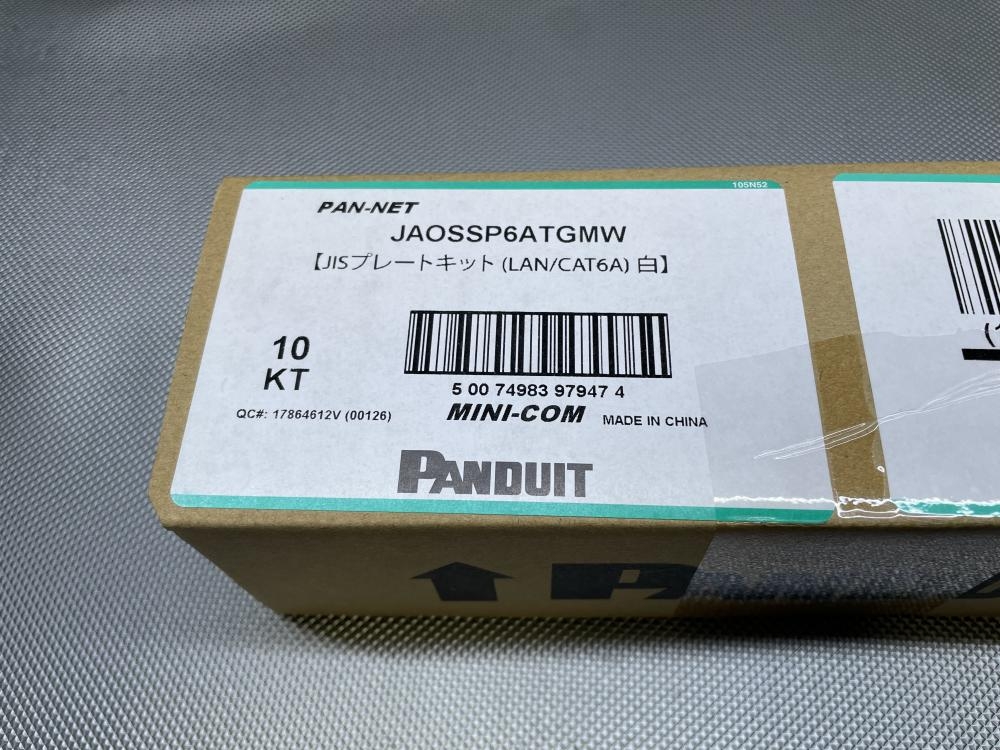 105N52
PAN-NET
JAOSSP6ATGMW
【JISプレートキット (LAN/CAT6A) 白】
10
KT
5 00 74983 97947 4
QC#: 17864612V (00126)
MINI-COM
MADE IN CHINA
PANDUIT